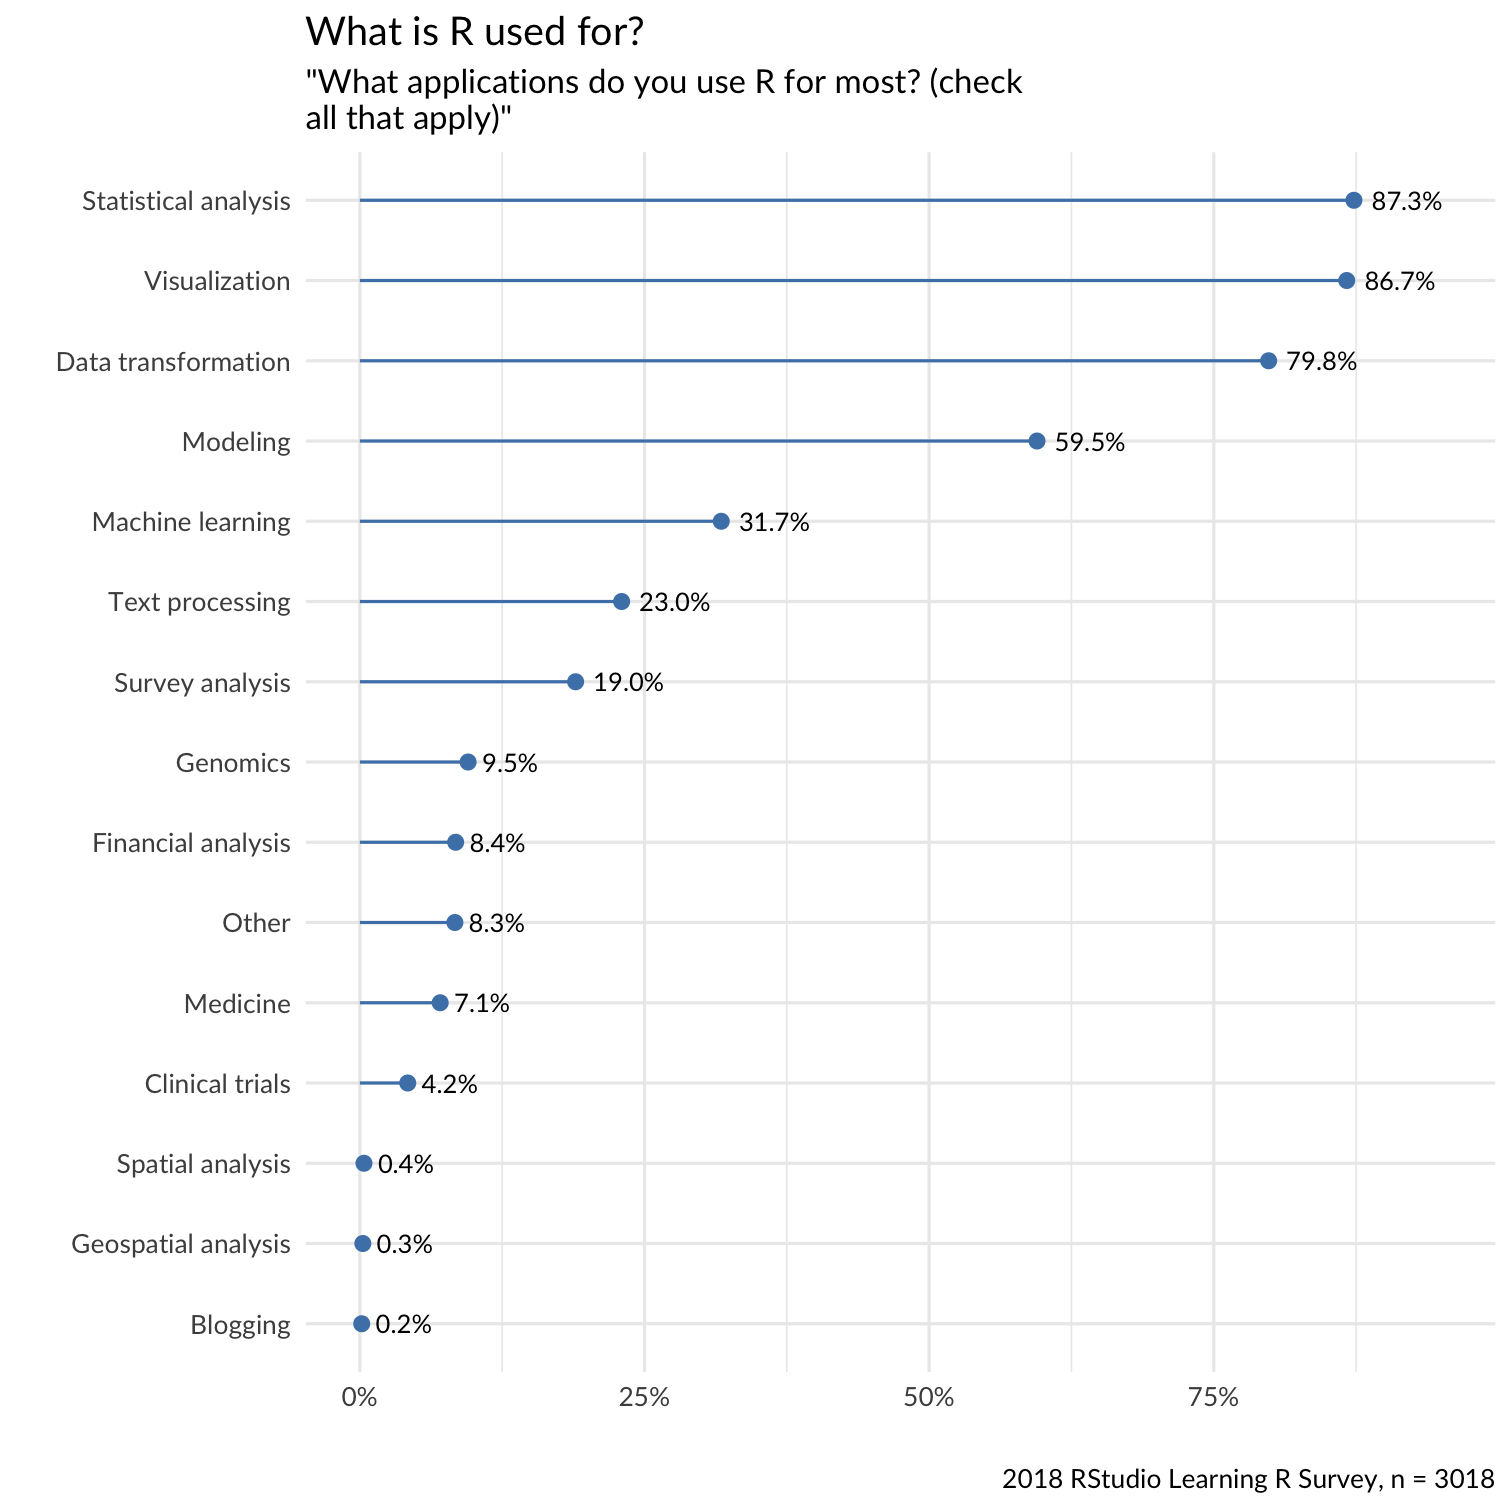 What is R used for?
"What applications do you use R for most? (check
all that apply)"
Statistical analysis 87.3%
Visualization 86.7%
Data transformation 79.8%
Modeling 59.5%
Machine learning 31.7%
Text processing 23.0%
Survey analysis 19.0%
Genomics 9.5%
Financial analysis 8.4%
Other 8.3%
Medicine 7.1%
Clinical trials 4.2%
Spatial analysis 0.4%
Geospatial analysis 0.3%
Blogging 0.2%
0% 25% 50% 75%
2018 RStudio Learning R Survey, n = 3018